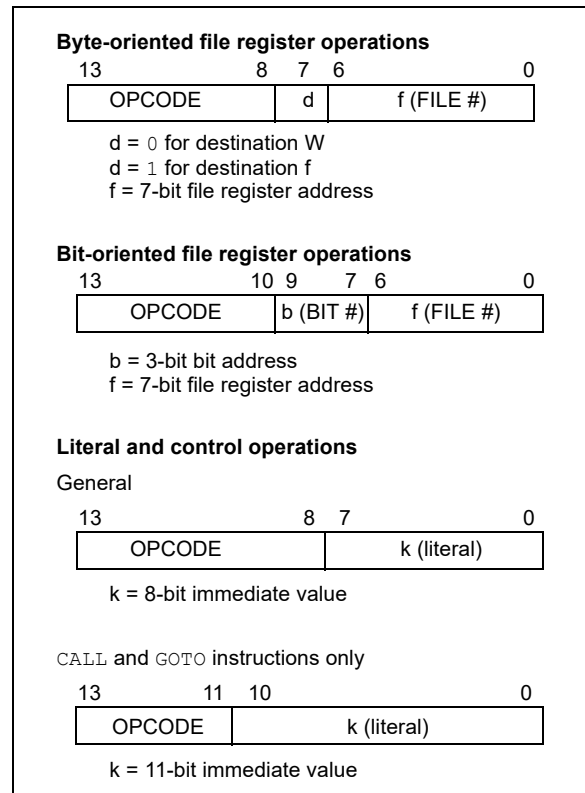 Byte-oriented file register operations
13 8 7 6 0
OPCODE d f (FILE #)
d = 0 for destination W
d = 1 for destination f
f = 7-bit file register address
Bit-oriented file register operations
13 10 9 7 6 0
OPCODE b (BIT #) f (FILE #)
b = 3-bit bit address
f = 7-bit file register address
Literal and control operations
General
13 8 7 0
OPCODE k (literal)
k = 8-bit immediate value
CALL and GOTO instructions only
13 11 10 0
OPCODE k (literal)
k = 11-bit immediate value